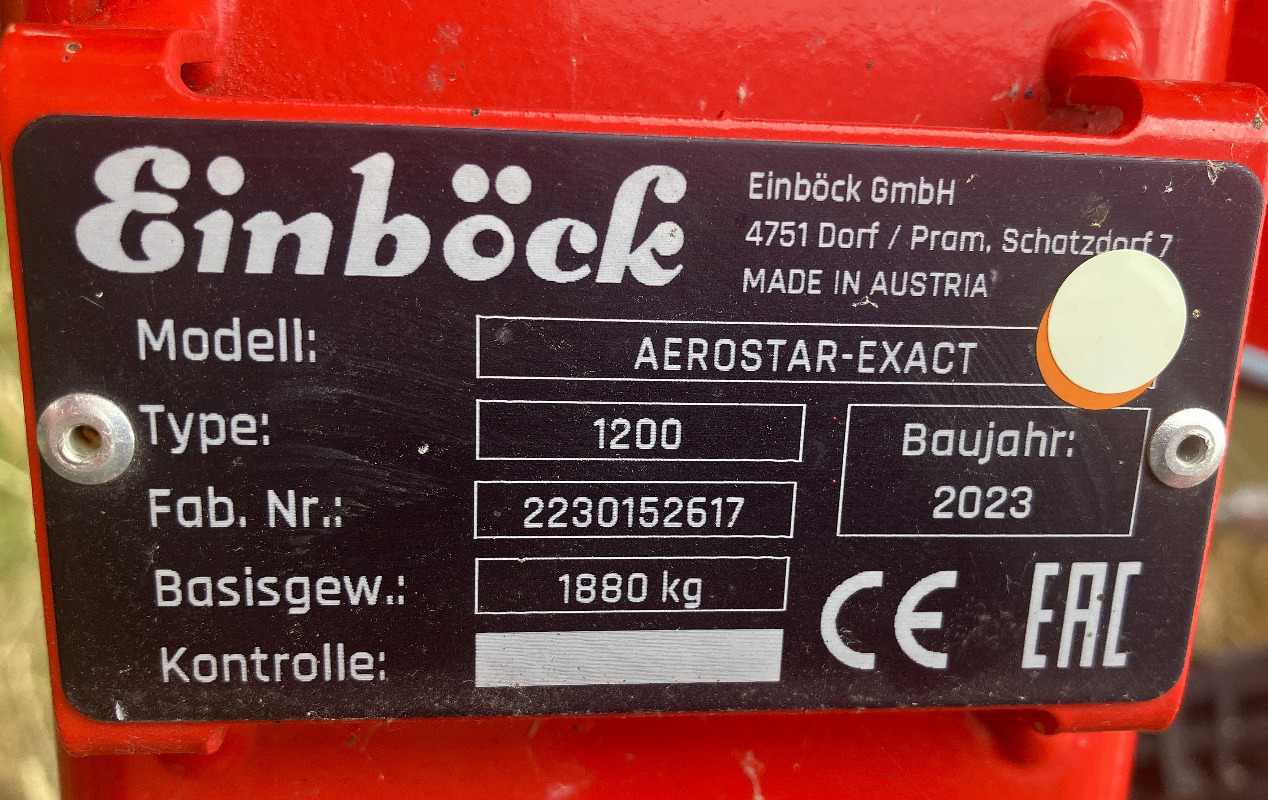 Einböck
Einböck GmbH
4751 Dorf / Pram, Schatzdorf 7
MADE IN AUSTRIA
Modell: AEROSTAR-EXACT
Type: 1200
Baujahr:
2023
Fab. Nr.: 2230152617
Basisgew.: 1880 kg
Kontrolle:
CE EAC